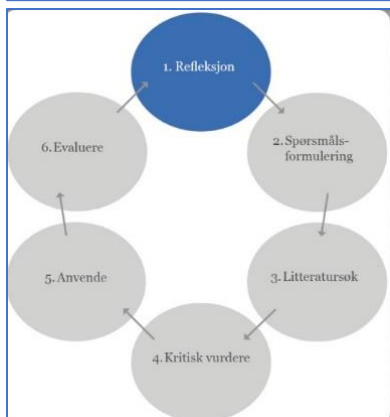 1. Refleksjon
2. Spørsmåls-
formulering
3. Litteratursøk
4. Kritisk vurdere
5. Anvende
6. Evaluere